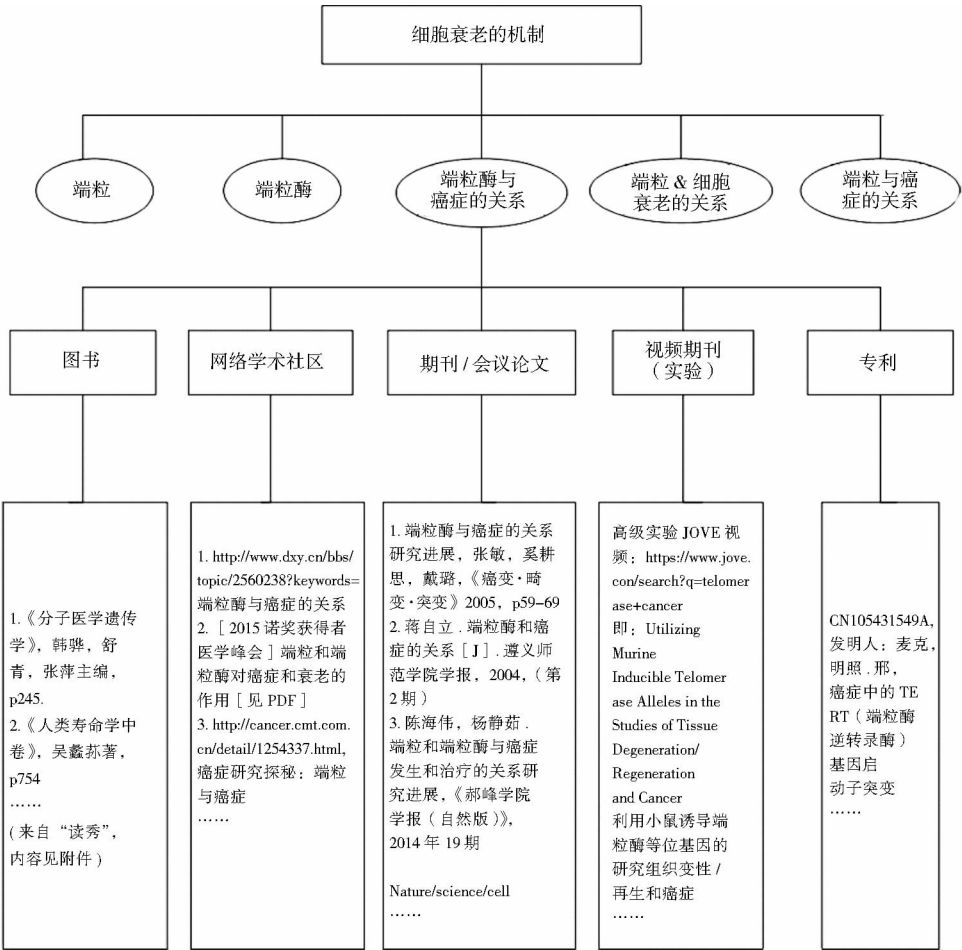 细胞衰老的机制
端粒
端粒酶
端粒酶与
癌症的关系
端粒 & 细胞
衰老的关系
端粒与癌
症的关系
图书
网络学术社区
期刊 / 会议论文
视频期刊
（实验）
专利
1.《分子医学遗传
学》，韩骅，舒
青，张萍主编，
p245.
2.《人类寿命学中
卷》，吴蠡荪著，
p754
……
（来自“读秀”，
内容见附件）
1. http://www.dxy.cn/bbs/
topic/2560238?keywords=
端粒酶与癌症的关系
2.［2015 诺奖获得者
医学峰会］端粒和端
粒酶对癌症和衰老的
作用［见 PDF］
3. http://cancer.cmt.com.
cn/detail/1254337.html,
癌症研究探秘：端粒
与癌症
……
1. 端粒酶与癌症的关系
研究进展，张敏，奚耕
思，戴璐，《癌变·畸
变·突变》2005，p59–69
2. 蒋自立 . 端粒酶和癌
症的关系［J］. 遵义师
范学院学报，2004，（第
2期）
3. 陈海伟，杨静茹 .
端粒和端粒酶与癌症
发生和治疗的关系研
究进展，《郝峰学院
学报（自然版）》，
2014 年 19 期
Nature/science/cell
……
高级实验 JOVE 视
频：https://www.jove.
con/search?q=telomer
ase+cancer
即：Utilizing
Murine
Inducible Telomer
ase Alleles in the
Studies of Tissue
Degeneration/
Regeneration
and Cancer
利用小鼠诱导端
粒酶等位基因的
研究组织变性 /
再生和癌症
……
CN105431549A,
发明人：麦克，
明照 . 邢，
癌症中的 TE
RT（端粒酶
逆转录酶）
基因启
动子突变
……